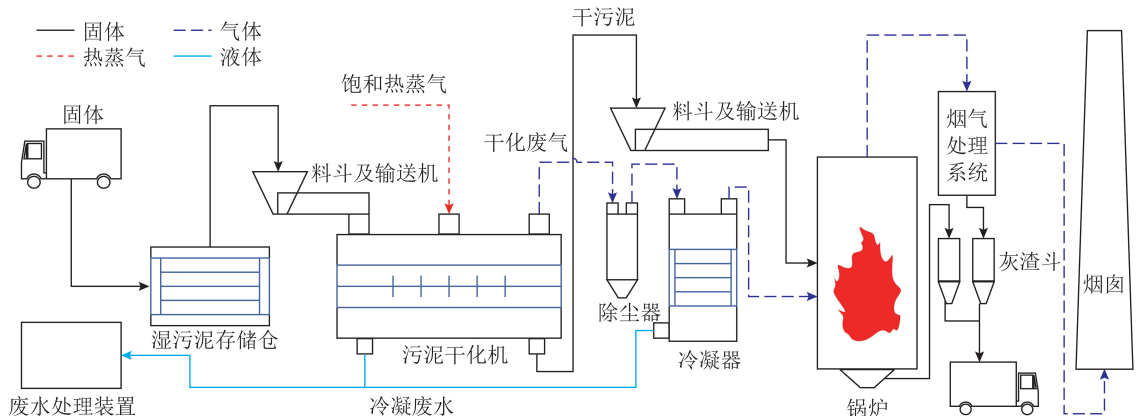 固体
气体
热蒸气
液体
干污泥
饱和热蒸气
固体
料斗及输送机
干化废气
料斗及输送机
烟气
处理
系统
湿污泥存储仓
污泥干化机
除尘器
冷凝器
灰渣斗
烟囱
锅炉
废水处理装置
冷凝废水